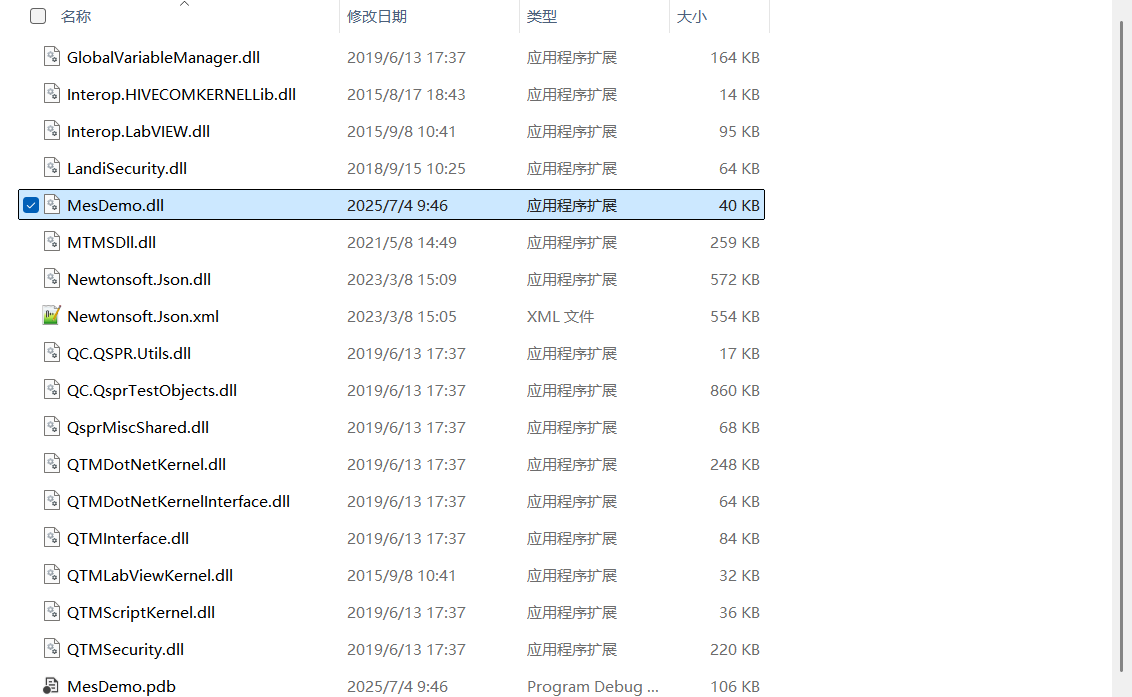 名称 修改日期 类型 大小
GlobalVariableManager.dll 2019/6/13 17:37 应用程序扩展 164 KB
Interop.HIVECOMKERNELLib.dll 2015/8/17 18:43 应用程序扩展 14 KB
Interop.LabVIEW.dll 2015/9/8 10:41 应用程序扩展 95 KB
LandiSecurity.dll 2018/9/15 10:25 应用程序扩展 64 KB
MesDemo.dll 2025/7/4 9:46 应用程序扩展 40 KB
MTMSDll.dll 2021/5/8 14:49 应用程序扩展 259 KB
Newtonsoft.Json.dll 2023/3/8 15:09 应用程序扩展 572 KB
Newtonsoft.Json.xml 2023/3/8 15:05 XML 文件 554 KB
QC.QSPR.Utils.dll 2019/6/13 17:37 应用程序扩展 17 KB
QC.QsprTestObjects.dll 2019/6/13 17:37 应用程序扩展 860 KB
QsprMiscShared.dll 2019/6/13 17:37 应用程序扩展 68 KB
QTMDotNetKernel.dll 2019/6/13 17:37 应用程序扩展 248 KB
QTMDotNetKernelInterface.dll 2019/6/13 17:37 应用程序扩展 64 KB
QTMInterface.dll 2019/6/13 17:37 应用程序扩展 84 KB
QTMLabViewKernel.dll 2015/9/8 10:41 应用程序扩展 32 KB
QTMScriptKernel.dll 2019/6/13 17:37 应用程序扩展 36 KB
QTMSecurity.dll 2019/6/13 17:37 应用程序扩展 220 KB
MesDemo.pdb 2025/7/4 9:46 Program Debug ... 106 KB